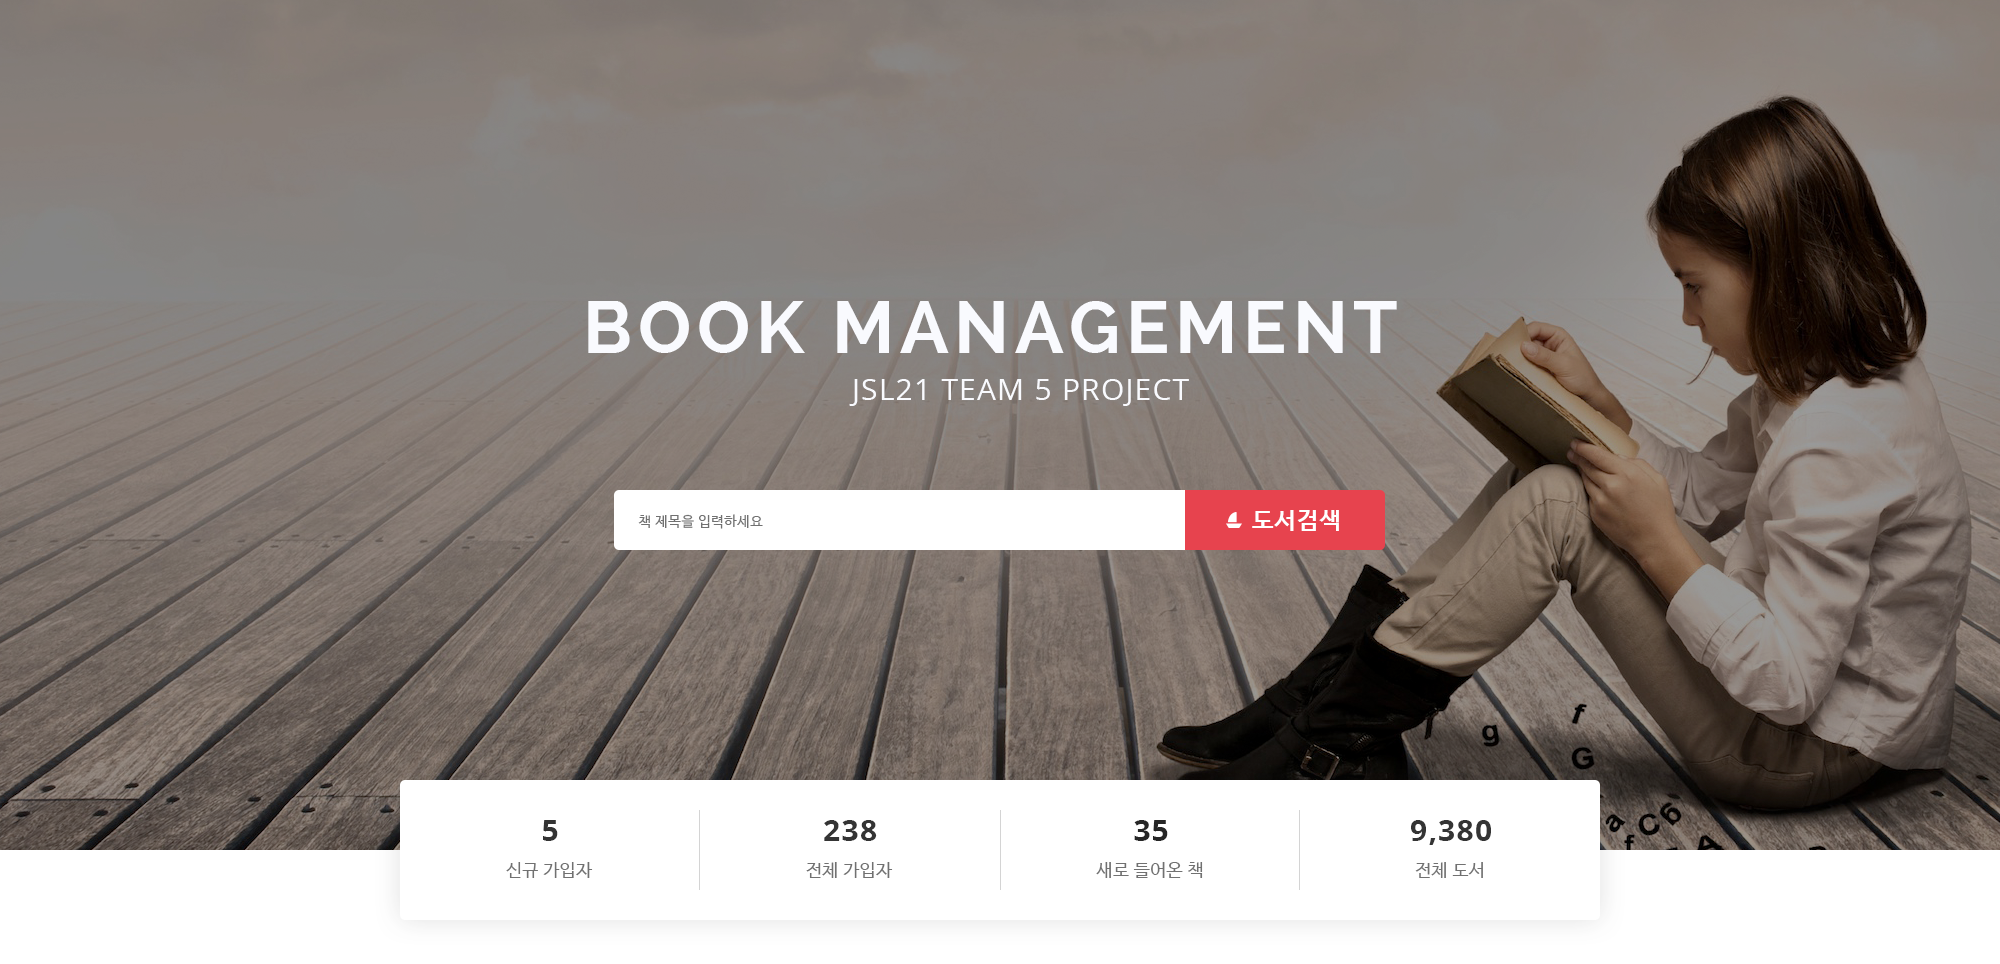 BOOK MANAGEMENT
JSL21 TEAM 5 PROJECT
책 제목을 입력하세요
도서검색
f
g
f
G
5
238
35
9,380
a
C
6
f
A
신규 가입자
전체 가입자
새로 들어온 책
전체 도서